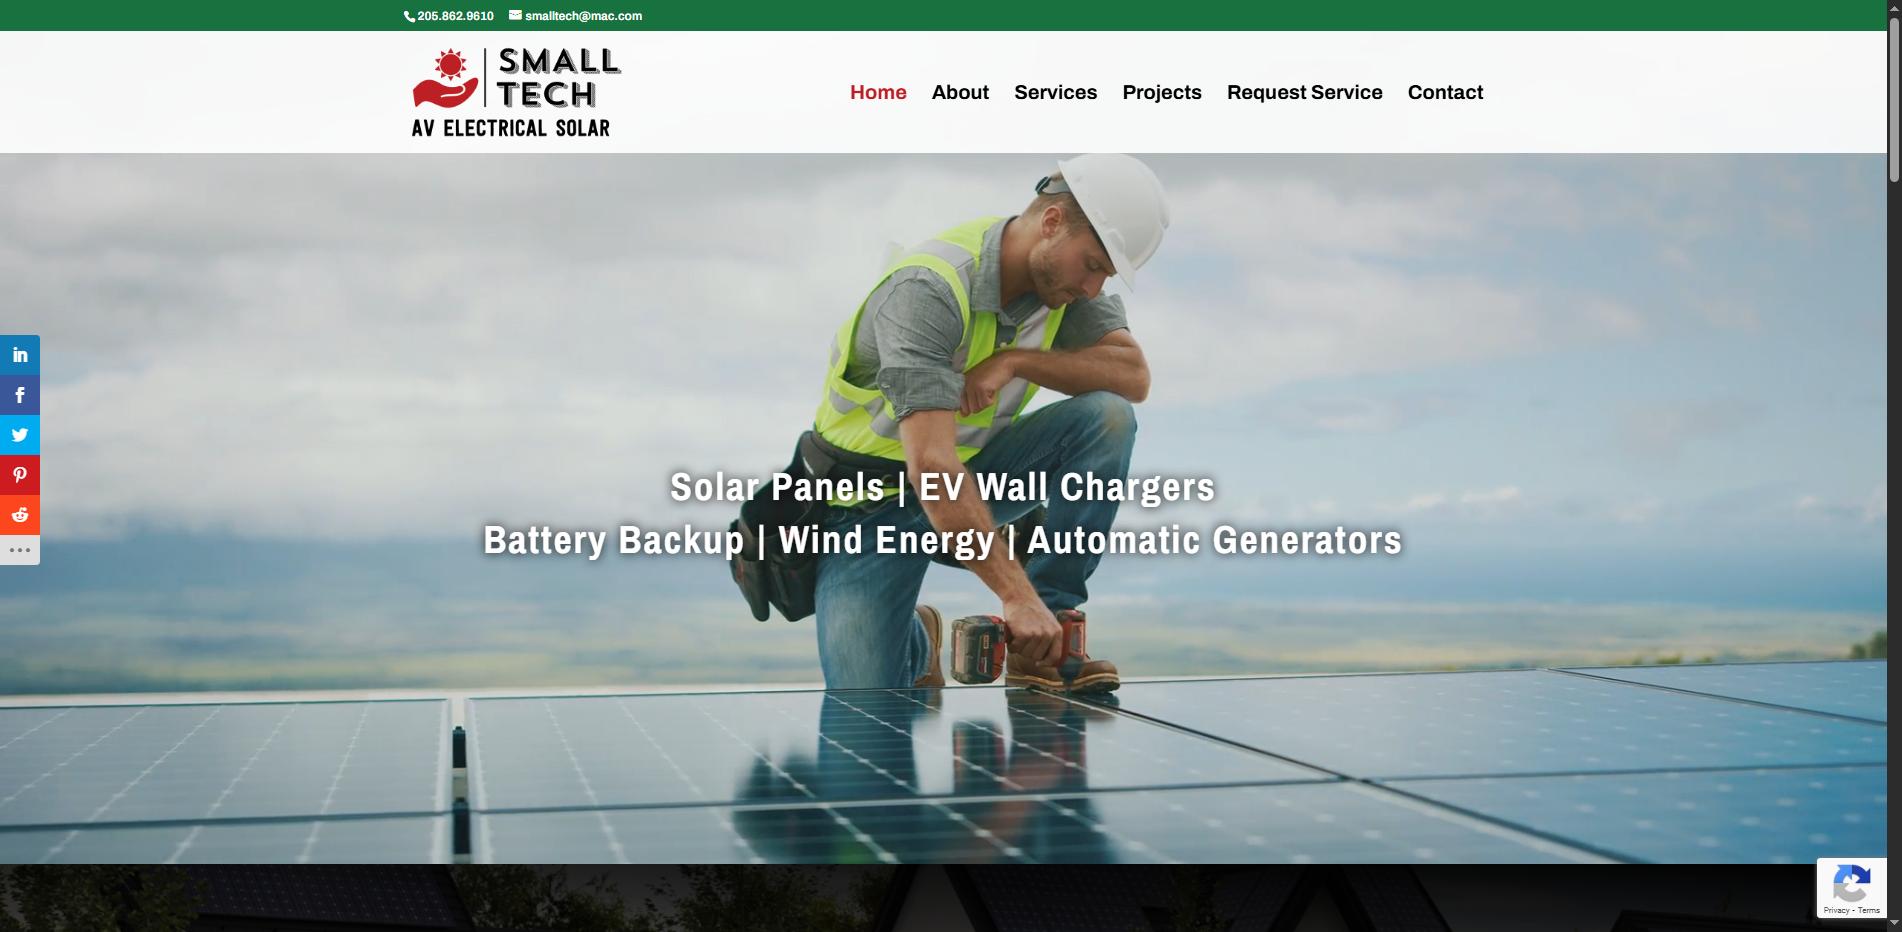 205.862.9610 smalltech@mac.com
SMALL
TECH
AV ELECTRICAL SOLAR
Home About Services Projects Request Service Contact
in
f
Solar Panels | EV Wall Chargers
Battery Backup | Wind Energy | Automatic Generators
Privacy - Terms